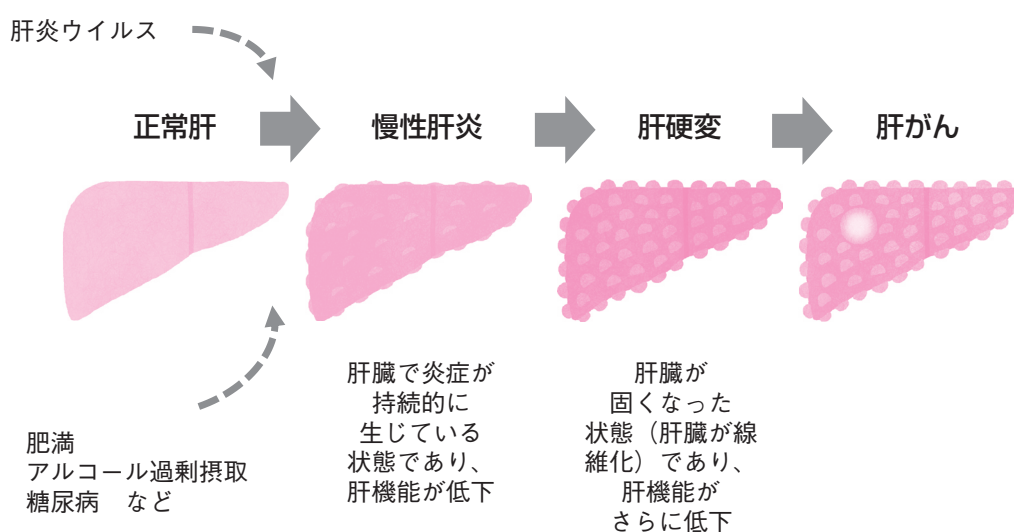 肝炎ウイルス
正常肝
慢性肝炎
肝硬変
肝がん
肥満
アルコール過剰摂取
糖尿病　など
肝臓で炎症が
持続的に
生じている
状態であり、
肝機能が低下
肝臓が
固くなった
状態（肝臓が線
維化）であり、
肝機能が
さらに低下